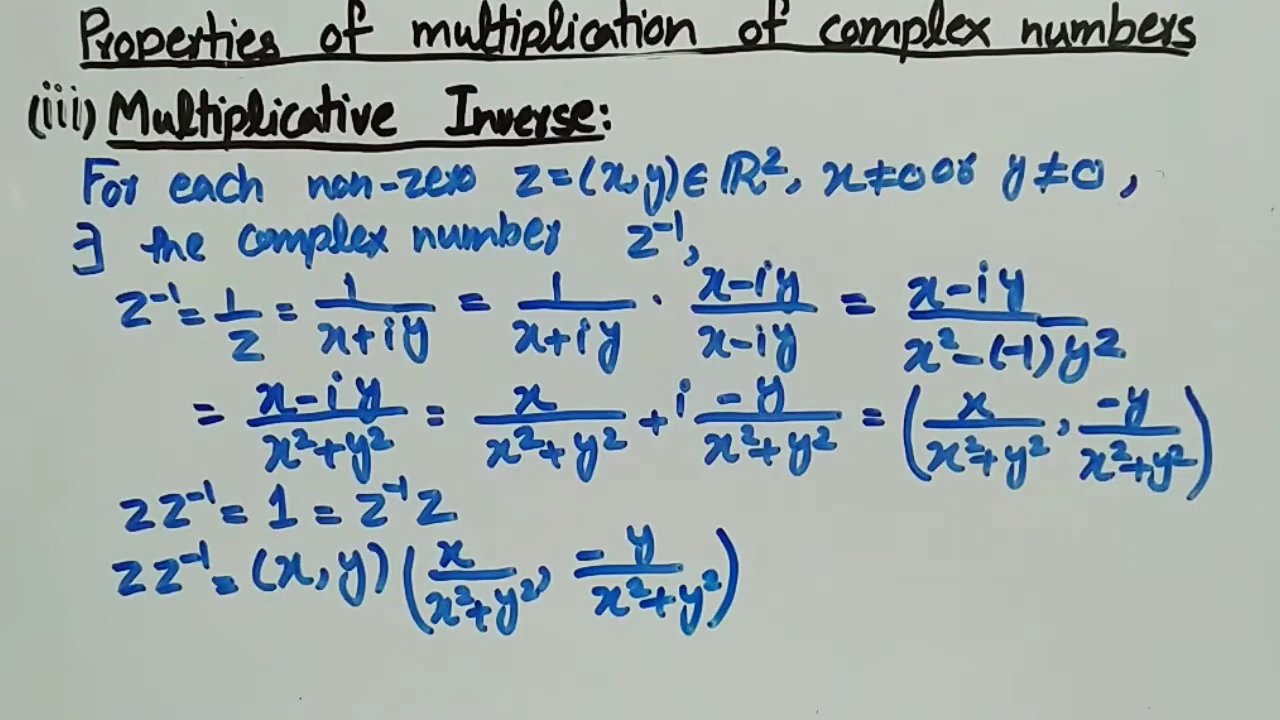 Properties of multiplication of complex numbers
(iii) Multiplicative Inverse:
For each non-zero z=(x,y)∈ℝ², x≠0 or y≠0,
∃ the complex number z⁻¹,
z⁻¹ = 1/z = 1/(x+iy) = 1/(x+iy) · (x-iy)/(x-iy) = (x-iy)/(x²-(-1)y²)
= (x-iy)/(x²+y²) = x/(x²+y²) + i (-y)/(x²+y²) = (x/(x²+y²), -y/(x²+y²))
zz⁻¹ = 1 = z⁻¹z
zz⁻¹ = (x,y)(x/(x²+y²), -y/(x²+y²))